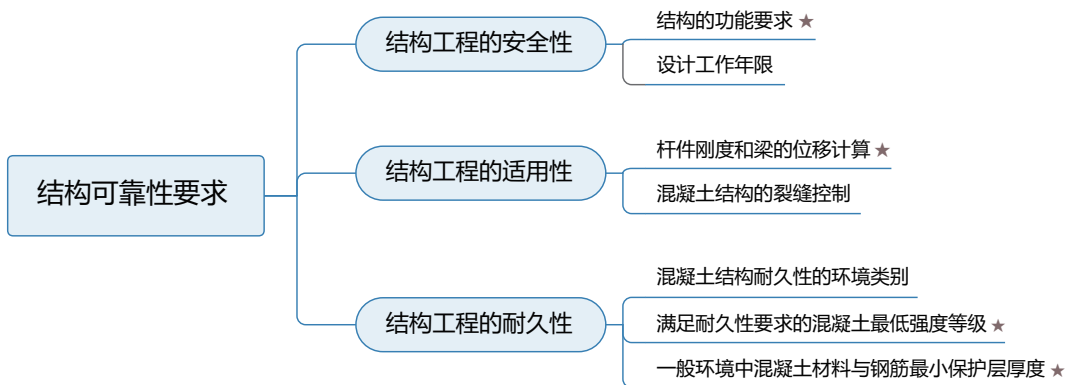 结构可靠性要求
结构工程的安全性
结构的功能要求 ★
设计工作年限
结构工程的适用性
杆件刚度和梁的位移计算 ★
混凝土结构的裂缝控制
结构工程的耐久性
混凝土结构耐久性的环境类别
满足耐久性要求的混凝土最低强度等级 ★
一般环境中混凝土材料与钢筋最小保护层厚度 ★